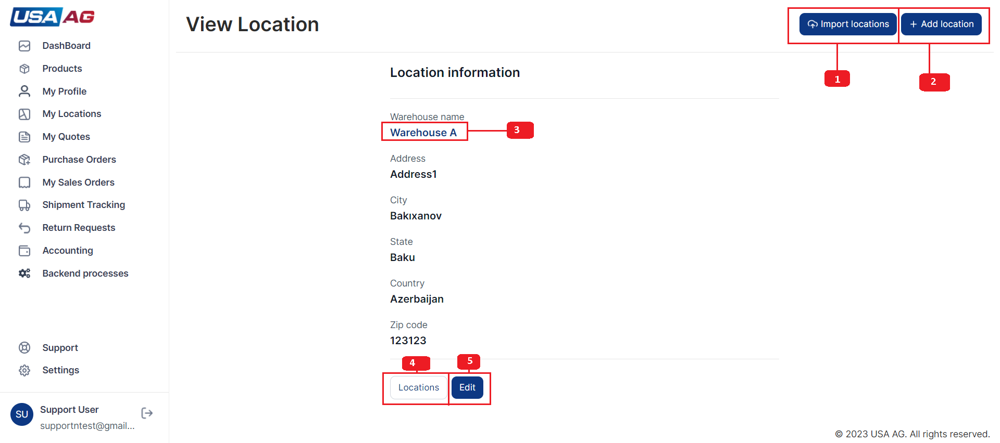 USA AG
DashBoard
Products
My Profile
My Locations
My Quotes
Purchase Orders
My Sales Orders
Shipment Tracking
Return Requests
Accounting
Backend processes
Support
Settings
SU
Support User
supportntest@gmail...
View Location
Import locations
+ Add location
1
2
Location information
Warehouse name
Warehouse A
3
Address
Address1
City
Bakıxanov
State
Baku
Country
Azerbaijan
Zip code
123123
4
5
Locations
Edit
© 2023 USA AG. All rights reserved.